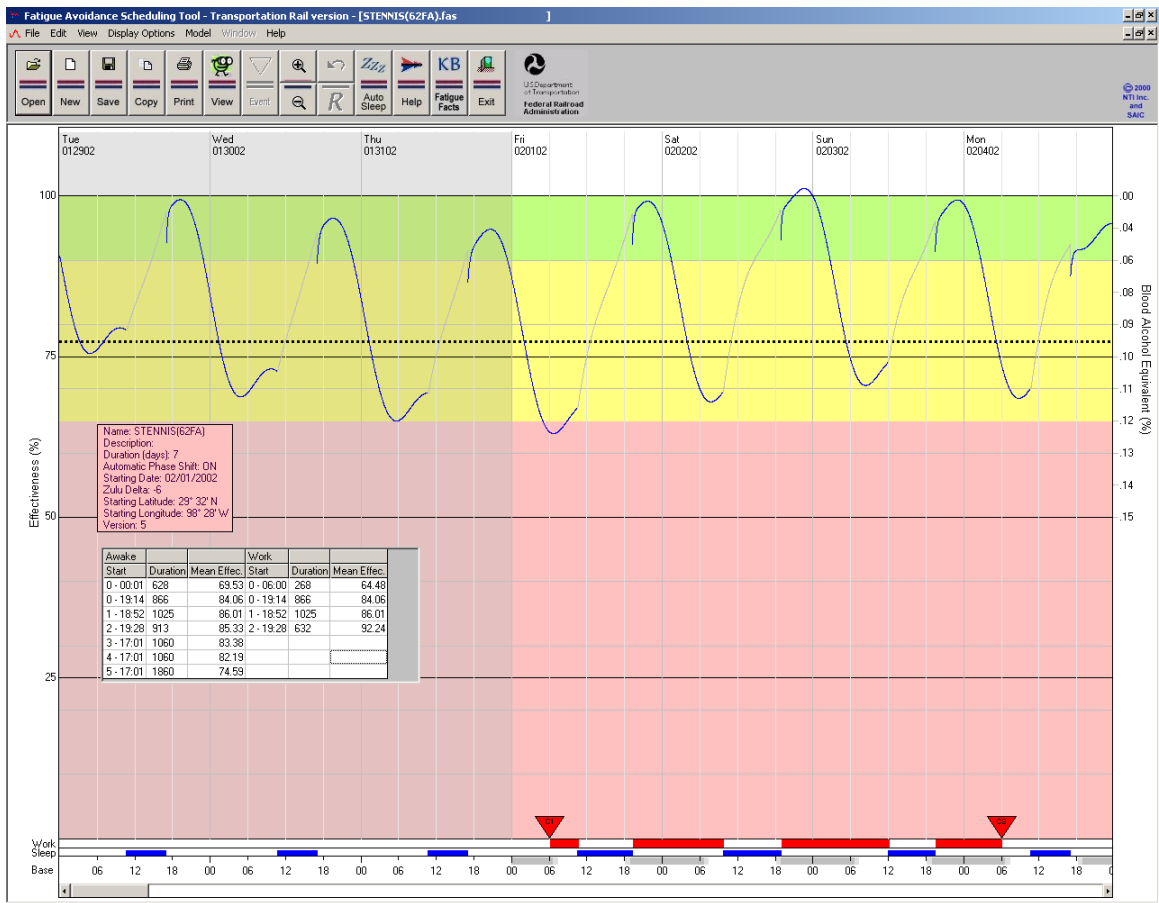 Fatigue Avoidance Scheduling Tool - Transportation Rail version - [STENNIS(62FA).fas ]
File Edit View Display Options Model Window Help
Open New Save Copy Print View Event R Zzz Auto Sleep Help KB Fatigue Facts Exit
U.S.Department
of Transportation
Federal Railroad
Administration
© 2000
NTI Inc.
and
SAIC
Tue Wed Thu Fri Sat Sun Mon
012902 013002 013102 020102 020202 020302 020402
100
75
50
25
Effectiveness (%)
.00
.04
.06
.08
.09
.10
.11
.12
.13
.14
.15
Blood Alcohol Equivalent (%)
Name: STENNIS(62FA)
Description:
Duration (days): 7
Automatic Phase Shift: ON
Starting Date: 02/01/2002
Zulu Delta: -6
Starting Latitude: 29° 32' N
Starting Longitude: 98° 28' W
Version: 5
Awake Work
Start Duration Mean Effec. Start Duration Mean Effec.
0 - 00:01 628 69.53 0 - 06:00 268 64.48
0 - 19:14 866 84.06 0 - 19:14 866 84.06
1 - 18:52 1025 86.01 1 - 18:52 1025 86.01
2 - 19:28 913 85.33 2 - 19:28 632 92.24
3 - 17:01 1060 83.38
4 - 17:01 1060 82.19
5 - 17:01 1860 74.59
Work
Sleep
Base 06 12 18 00 06 12 18 00 06 12 18 00 06 12 18 00 06 12 18 00 06 12 18 00 06 12 18